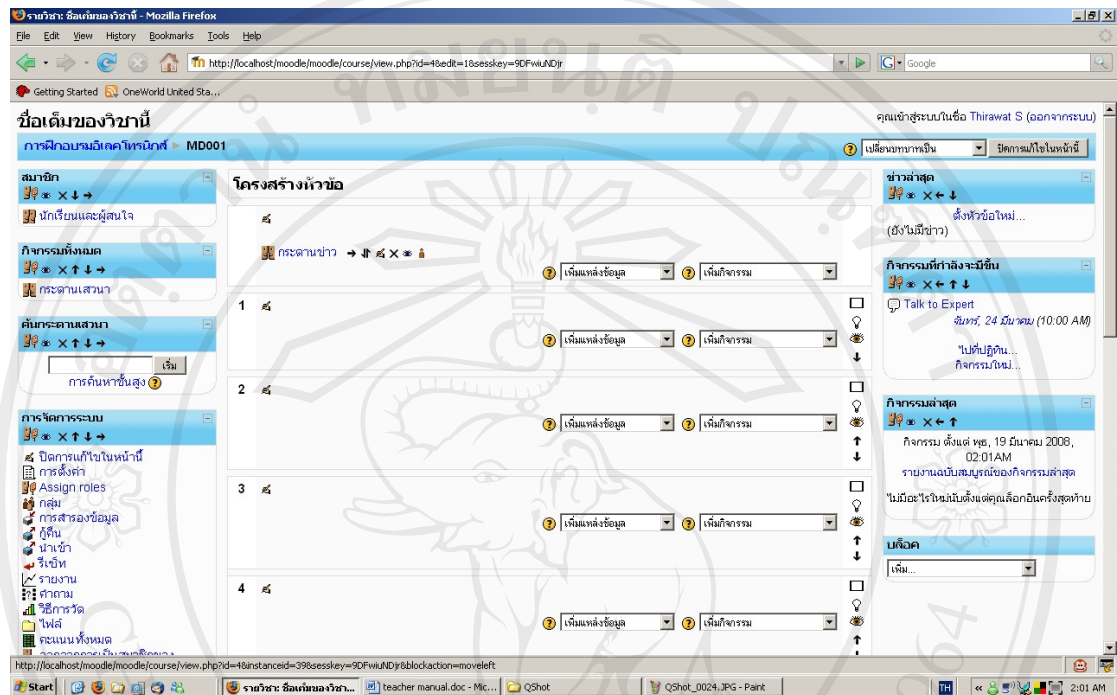 รายวิชา: ชื่อเต็มของวิชานี้ - Mozilla Firefox
File Edit View History Bookmarks Tools Help
http://localhost/moodle/moodle/course/view.php?id=4&edit=1&sesskey=9DFwiuNDjr
Google
Getting Started OneWorld United Sta...
ชื่อเต็มของวิชานี้
คุณเข้าสู่ระบบในชื่อ Thirawat S (ออกจากระบบ)
การฝึกอบรมอิเลคโทรนิกส์ ► MD001
เปลี่ยนบทบาทเป็น
ปิดการแก้ไขในหน้านี้
สมาชิก
นักเรียนและผู้สนใจ
กิจกรรมทั้งหมด
กระดานเสวนา
ค้นกระดานเสวนา
เริ่ม
การค้นหาขั้นสูง
การจัดการระบบ
ปิดการแก้ไขในหน้านี้
การตั้งค่า
Assign roles
กลุ่ม
การสำรองข้อมูล
กู้คืน
นำเข้า
รีเซ็ท
รายงาน
คำถาม
วิธีการวัด
ไฟล์
คะแนนทั้งหมด
โครงสร้างหัวข้อ
กระดานข่าว
เพิ่มแหล่งข้อมูล เพิ่มกิจกรรม
1
เพิ่มแหล่งข้อมูล เพิ่มกิจกรรม
2
เพิ่มแหล่งข้อมูล เพิ่มกิจกรรม
3
เพิ่มแหล่งข้อมูล เพิ่มกิจกรรม
4
เพิ่มแหล่งข้อมูล เพิ่มกิจกรรม
ข่าวล่าสุด
ตั้งหัวข้อใหม่...
(ยังไม่มีข่าว)
กิจกรรมที่กำลังจะมีขึ้น
Talk to Expert
จันทร์, 24 มีนาคม (10:00 AM)
ไปที่ปฏิทิน...
กิจกรรมใหม่...
กิจกรรมล่าสุด
กิจกรรม ตั้งแต่ พุธ, 19 มีนาคม 2008,
02:01AM
รายงานฉบับสมบูรณ์ของกิจกรรมล่าสุด
ไม่มีอะไรใหม่นับตั้งแต่คุณล็อกอินครั้งสุดท้าย
บล็อค
เพิ่ม...
http://localhost/moodle/moodle/course/view.php?id=4&instanceid=39&sesskey=9DFwiuNDjr&blockaction=moveleft
Start
รายวิชา: ชื่อเต็มของวิชา...
teacher manual.doc - Mic...
QShot
QShot_0024.JPG - Paint
TH
2:01 AM